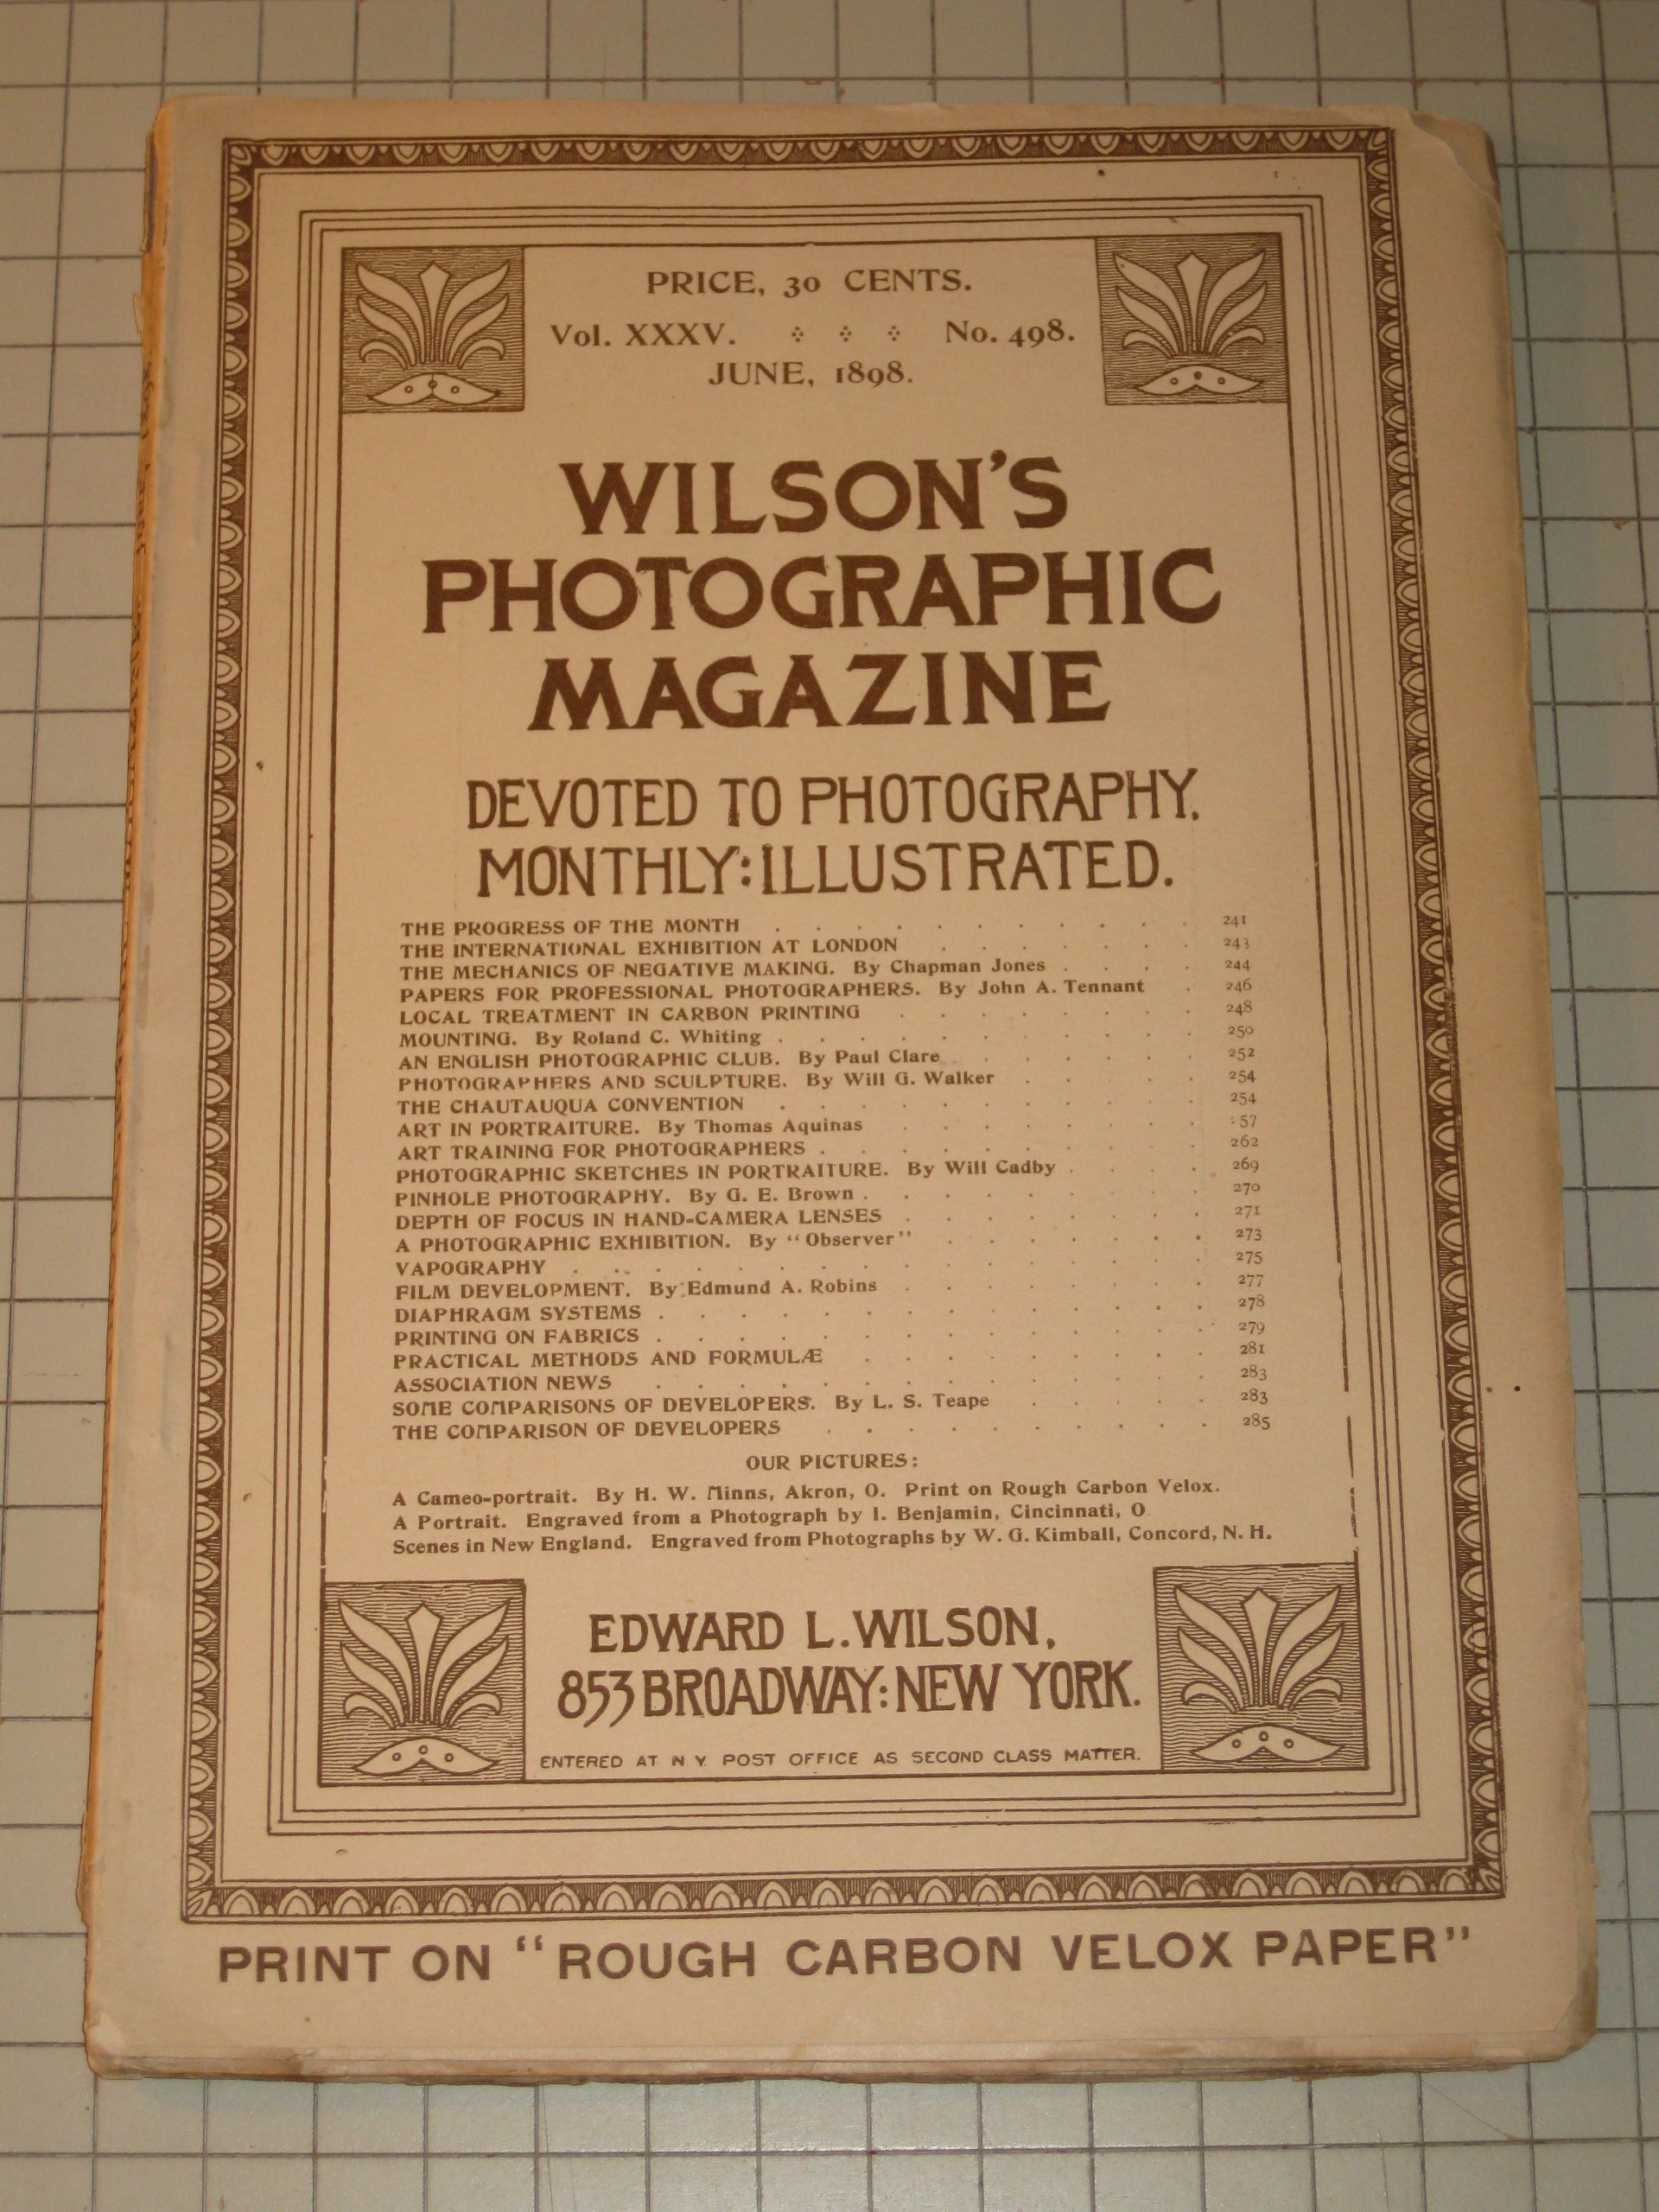 PRICE, 30 CENTS.
Vol. XXXV. No. 498.
JUNE, 1898.
WILSON'S
PHOTOGRAPHIC
MAGAZINE
DEVOTED TO PHOTOGRAPHY.
MONTHLY: ILLUSTRATED.
THE PROGRESS OF THE MONTH . . . . . . . . . . . 241
THE INTERNATIONAL EXHIBITION AT LONDON . . . . . . . 243
THE MECHANICS OF NEGATIVE MAKING. By Chapman Jones . . . . 244
PAPERS FOR PROFESSIONAL PHOTOGRAPHERS. By John A. Tennant . 246
LOCAL TREATMENT IN CARBON PRINTING . . . . . . . . 248
MOUNTING. By Roland C. Whiting . . . . . . . . . . . 250
AN ENGLISH PHOTOGRAPHIC CLUB. By Paul Clare . . . . . . . 252
PHOTOGRAPHERS AND SCULPTURE. By Will G. Walker . . . . . 254
THE CHAUTAUQUA CONVENTION . . . . . . . . . . . 254
ART IN PORTRAITURE. By Thomas Aquinas . . . . . . . . 57
ART TRAINING FOR PHOTOGRAPHERS . . . . . . . . . . 262
PHOTOGRAPHIC SKETCHES IN PORTRAITURE. By Will Cadby . . . . 269
PINHOLE PHOTOGRAPHY. By G. E. Brown . . . . . . . . . 270
DEPTH OF FOCUS IN HAND-CAMERA LENSES . . . . . . . . 271
A PHOTOGRAPHIC EXHIBITION. By "Observer" . . . . . . . 273
VAPOGRAPHY . . . . . . . . . . . . . . . . 275
FILM DEVELOPMENT. By Edmund A. Robins . . . . . . . . 277
DIAPHRAGM SYSTEMS . . . . . . . . . . . . . . 278
PRINTING ON FABRICS . . . . . . . . . . . . . . 279
PRACTICAL METHODS AND FORMULÆ . . . . . . . . . 281
ASSOCIATION NEWS . . . . . . . . . . . . . . 283
SOME COMPARISONS OF DEVELOPERS. By L. S. Teape . . . . . 283
THE COMPARISON OF DEVELOPERS . . . . . . . . . . 285
OUR PICTURES:
A Cameo-portrait. By H. W. Minns, Akron, O. Print on Rough Carbon Velox.
A Portrait. Engraved from a Photograph by I. Benjamin, Cincinnati, O
Scenes in New England. Engraved from Photographs by W. G. Kimball, Concord, N. H.
EDWARD L. WILSON,
853 BROADWAY: NEW YORK.
ENTERED AT N Y. POST OFFICE AS SECOND CLASS MATTER.
PRINT ON "ROUGH CARBON VELOX PAPER"